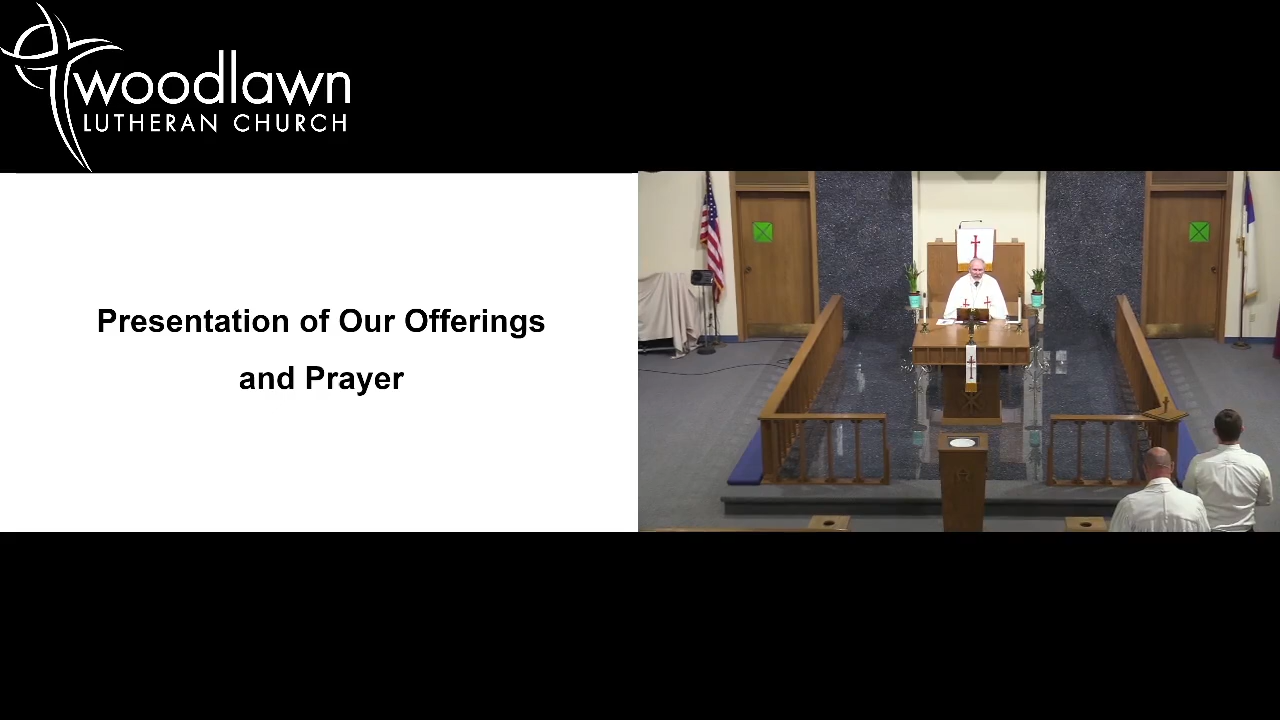 woodlawn
LUTHERAN CHURCH
Presentation of Our Offerings
and Prayer